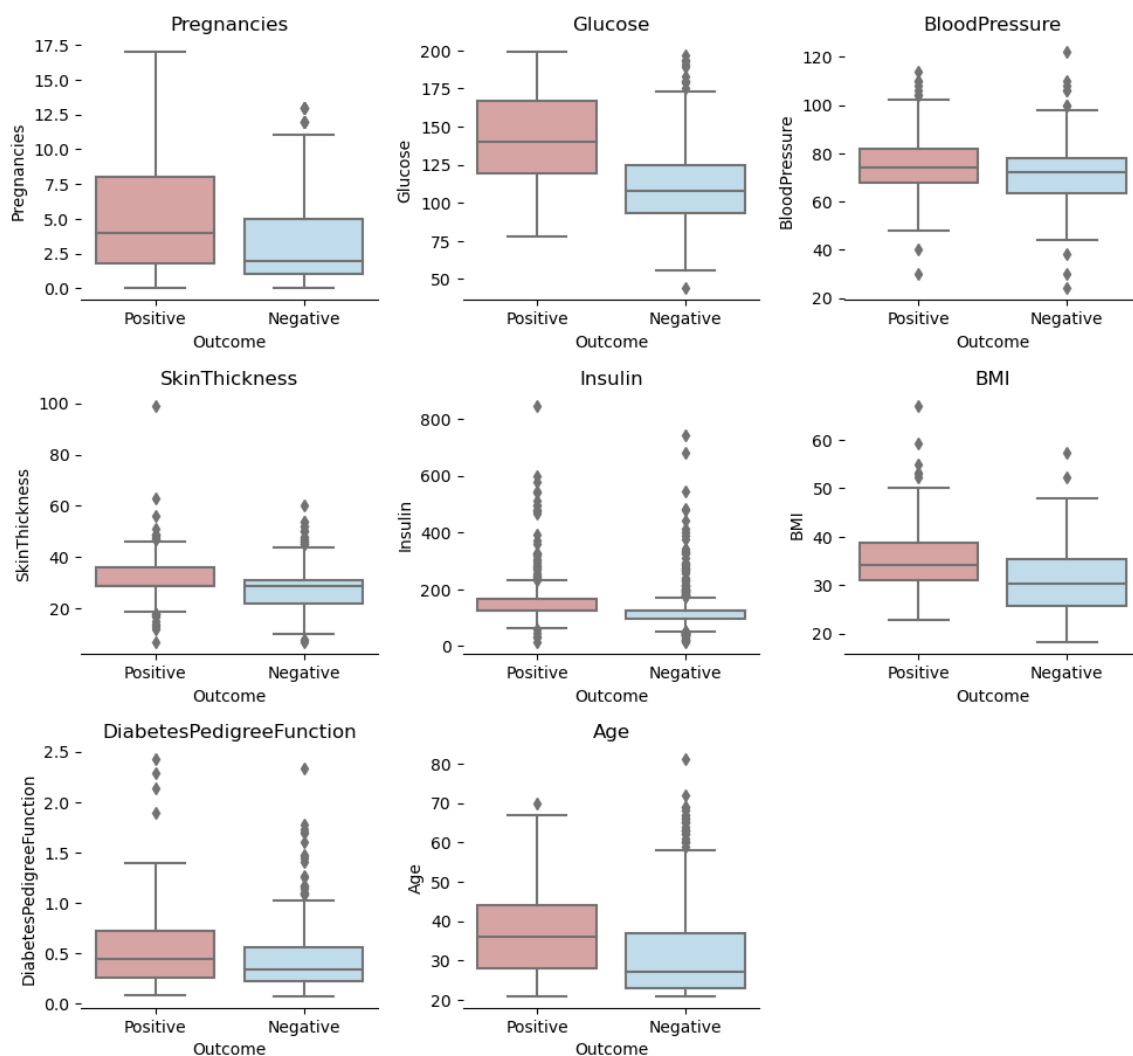 Pregnancies
17.5
15.0
12.5
10.0
7.5
5.0
2.5
0.0
Pregnancies
Positive
Negative
Outcome
Glucose
200
175
150
125
100
75
50
Glucose
Positive
Negative
Outcome
BloodPressure
120
100
80
60
40
20
BloodPressure
Positive
Negative
Outcome
SkinThickness
100
80
60
40
20
SkinThickness
Positive
Negative
Outcome
Insulin
800
600
400
200
0
Insulin
Positive
Negative
Outcome
BMI
60
50
40
30
20
BMI
Positive
Negative
Outcome
DiabetesPedigreeFunction
2.5
2.0
1.5
1.0
0.5
0.0
DiabetesPedigreeFunction
Positive
Negative
Outcome
Age
80
70
60
50
40
30
20
Age
Positive
Negative
Outcome